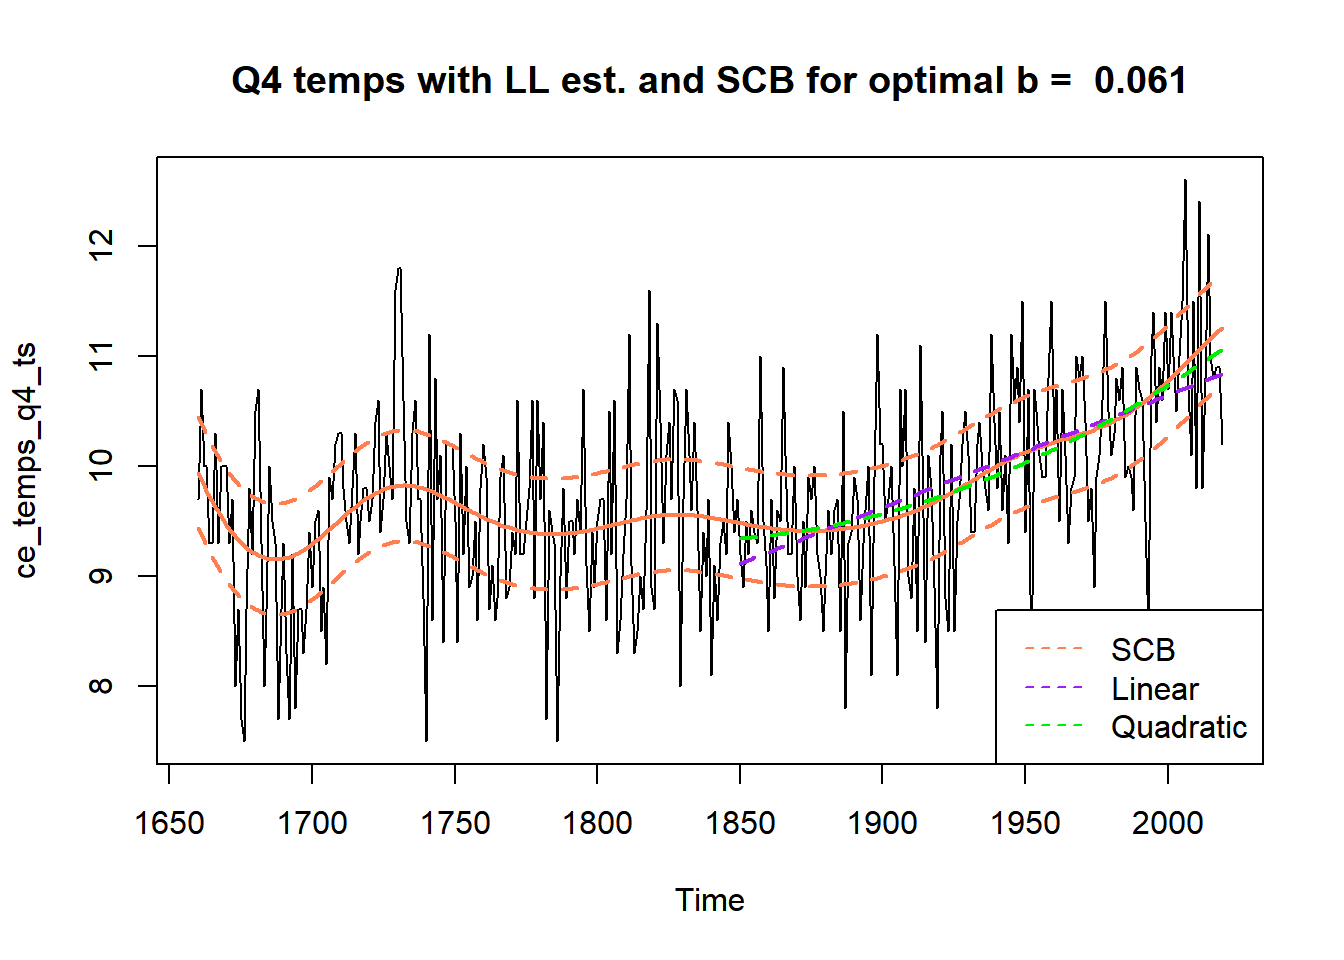 Q4 temps with LL est. and SCB for optimal b =  0.061
ce_temps_q4_ts
12
11
10
9
8
SCB
Linear
Quadratic
1650 1700 1750 1800 1850 1900 1950 2000
Time